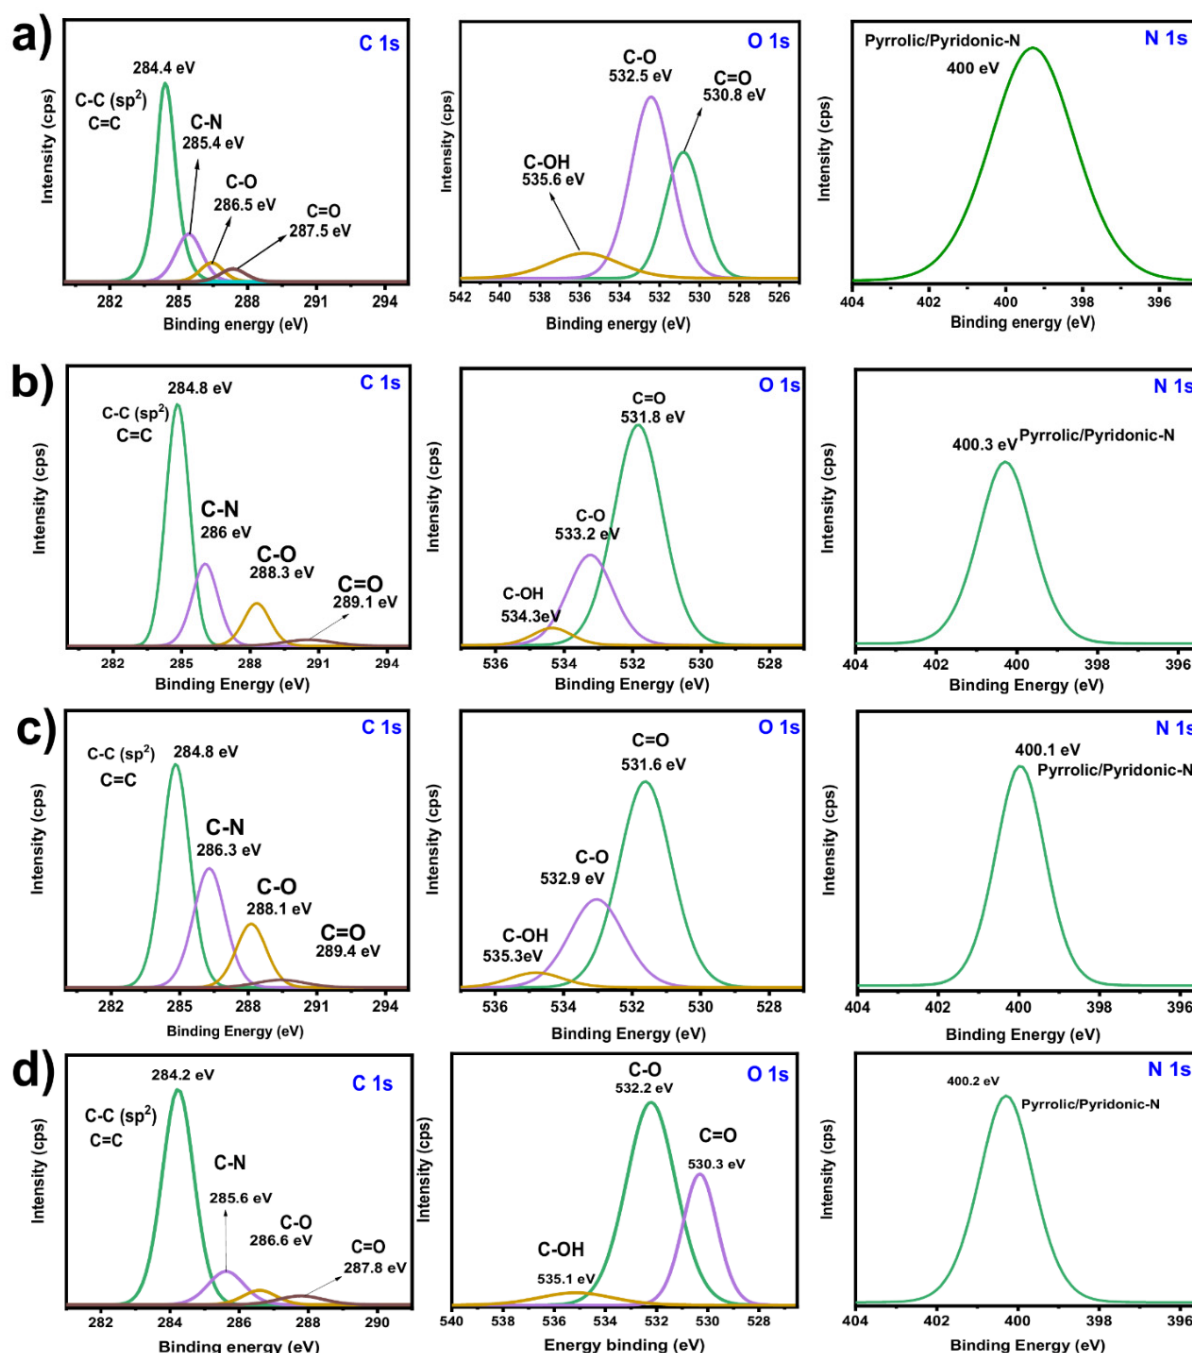 a)
C 1s
284.4 eV
C-C (sp²)
C=C
C-N
285.4 eV
C-O
286.5 eV
C=O
287.5 eV
Intensity (cps)
282 285 288 291 294
Binding energy (eV)
O 1s
C-O
532.5 eV
C=O
530.8 eV
C-OH
535.6 eV
Intensity (cps)
542 540 538 536 534 532 530 528 526
Binding energy (eV)
N 1s
Pyrrolic/Pyridonic-N
400 eV
Intensity (cps)
404 402 400 398 396
Binding energy (eV)
b)
C 1s
284.8 eV
C-C (sp²)
C=C
C-N
286 eV
C-O
288.3 eV
C=O
289.1 eV
Intensity (cps)
282 285 288 291 294
Binding Energy (eV)
O 1s
C=O
531.8 eV
C-O
533.2 eV
C-OH
534.3eV
Intensity (cps)
536 534 532 530 528
Binding Energy (eV)
N 1s
400.3 eV Pyrrolic/Pyridonic-N
Intensity (cps)
404 402 400 398 396
Binding Energy (eV)
c)
C 1s
C-C (sp²) 284.8 eV
C=C
C-N
286.3 eV
C-O
288.1 eV
C=O
289.4 eV
Intensity (cps)
282 285 288 291 294
Binding Energy (eV)
O 1s
C=O
531.6 eV
C-O
532.9 eV
C-OH
535.3eV
Intensity (cps)
536 534 532 530 528
Binding Energy (eV)
N 1s
400.1 eV
Pyrrolic/Pyridonic-N
Intensity (cps)
404 402 400 398 396
Binding Energy (eV)
d)
C 1s
284.2 eV
C-C (sp²)
C=C
C-N
285.6 eV
C-O
286.6 eV
C=O
287.8 eV
Intensity (cps)
282 284 286 288 290
Binding energy (eV)
O 1s
C-O
532.2 eV
C=O
530.3 eV
C-OH
535.1 eV
Intensity (cps)
540 538 536 534 532 530 528
Energy binding (eV)
N 1s
400.2 eV
Pyrrolic/Pyridonic-N
Intensity (cps)
404 402 400 398 396
Binding Energy (eV)